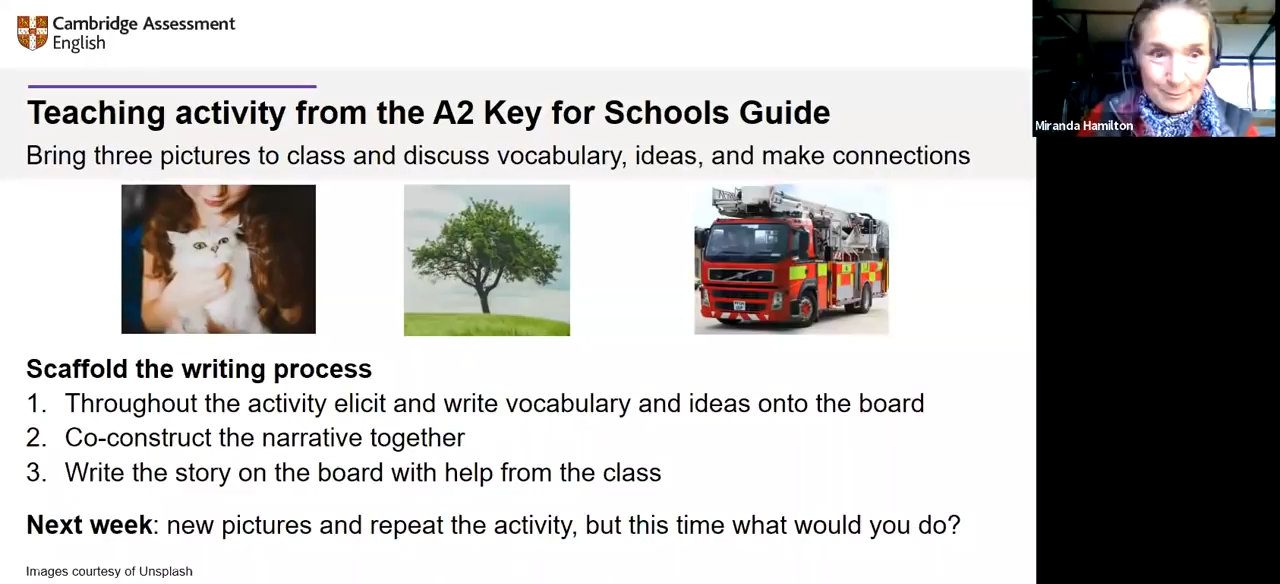 Cambridge Assessment
English
Teaching activity from the A2 Key for Schools Guide
Bring three pictures to class and discuss vocabulary, ideas, and make connections
Miranda Hamilton
Scaffold the writing process
1. Throughout the activity elicit and write vocabulary and ideas onto the board
2. Co-construct the narrative together
3. Write the story on the board with help from the class
Next week: new pictures and repeat the activity, but this time what would you do?
Images courtesy of Unsplash